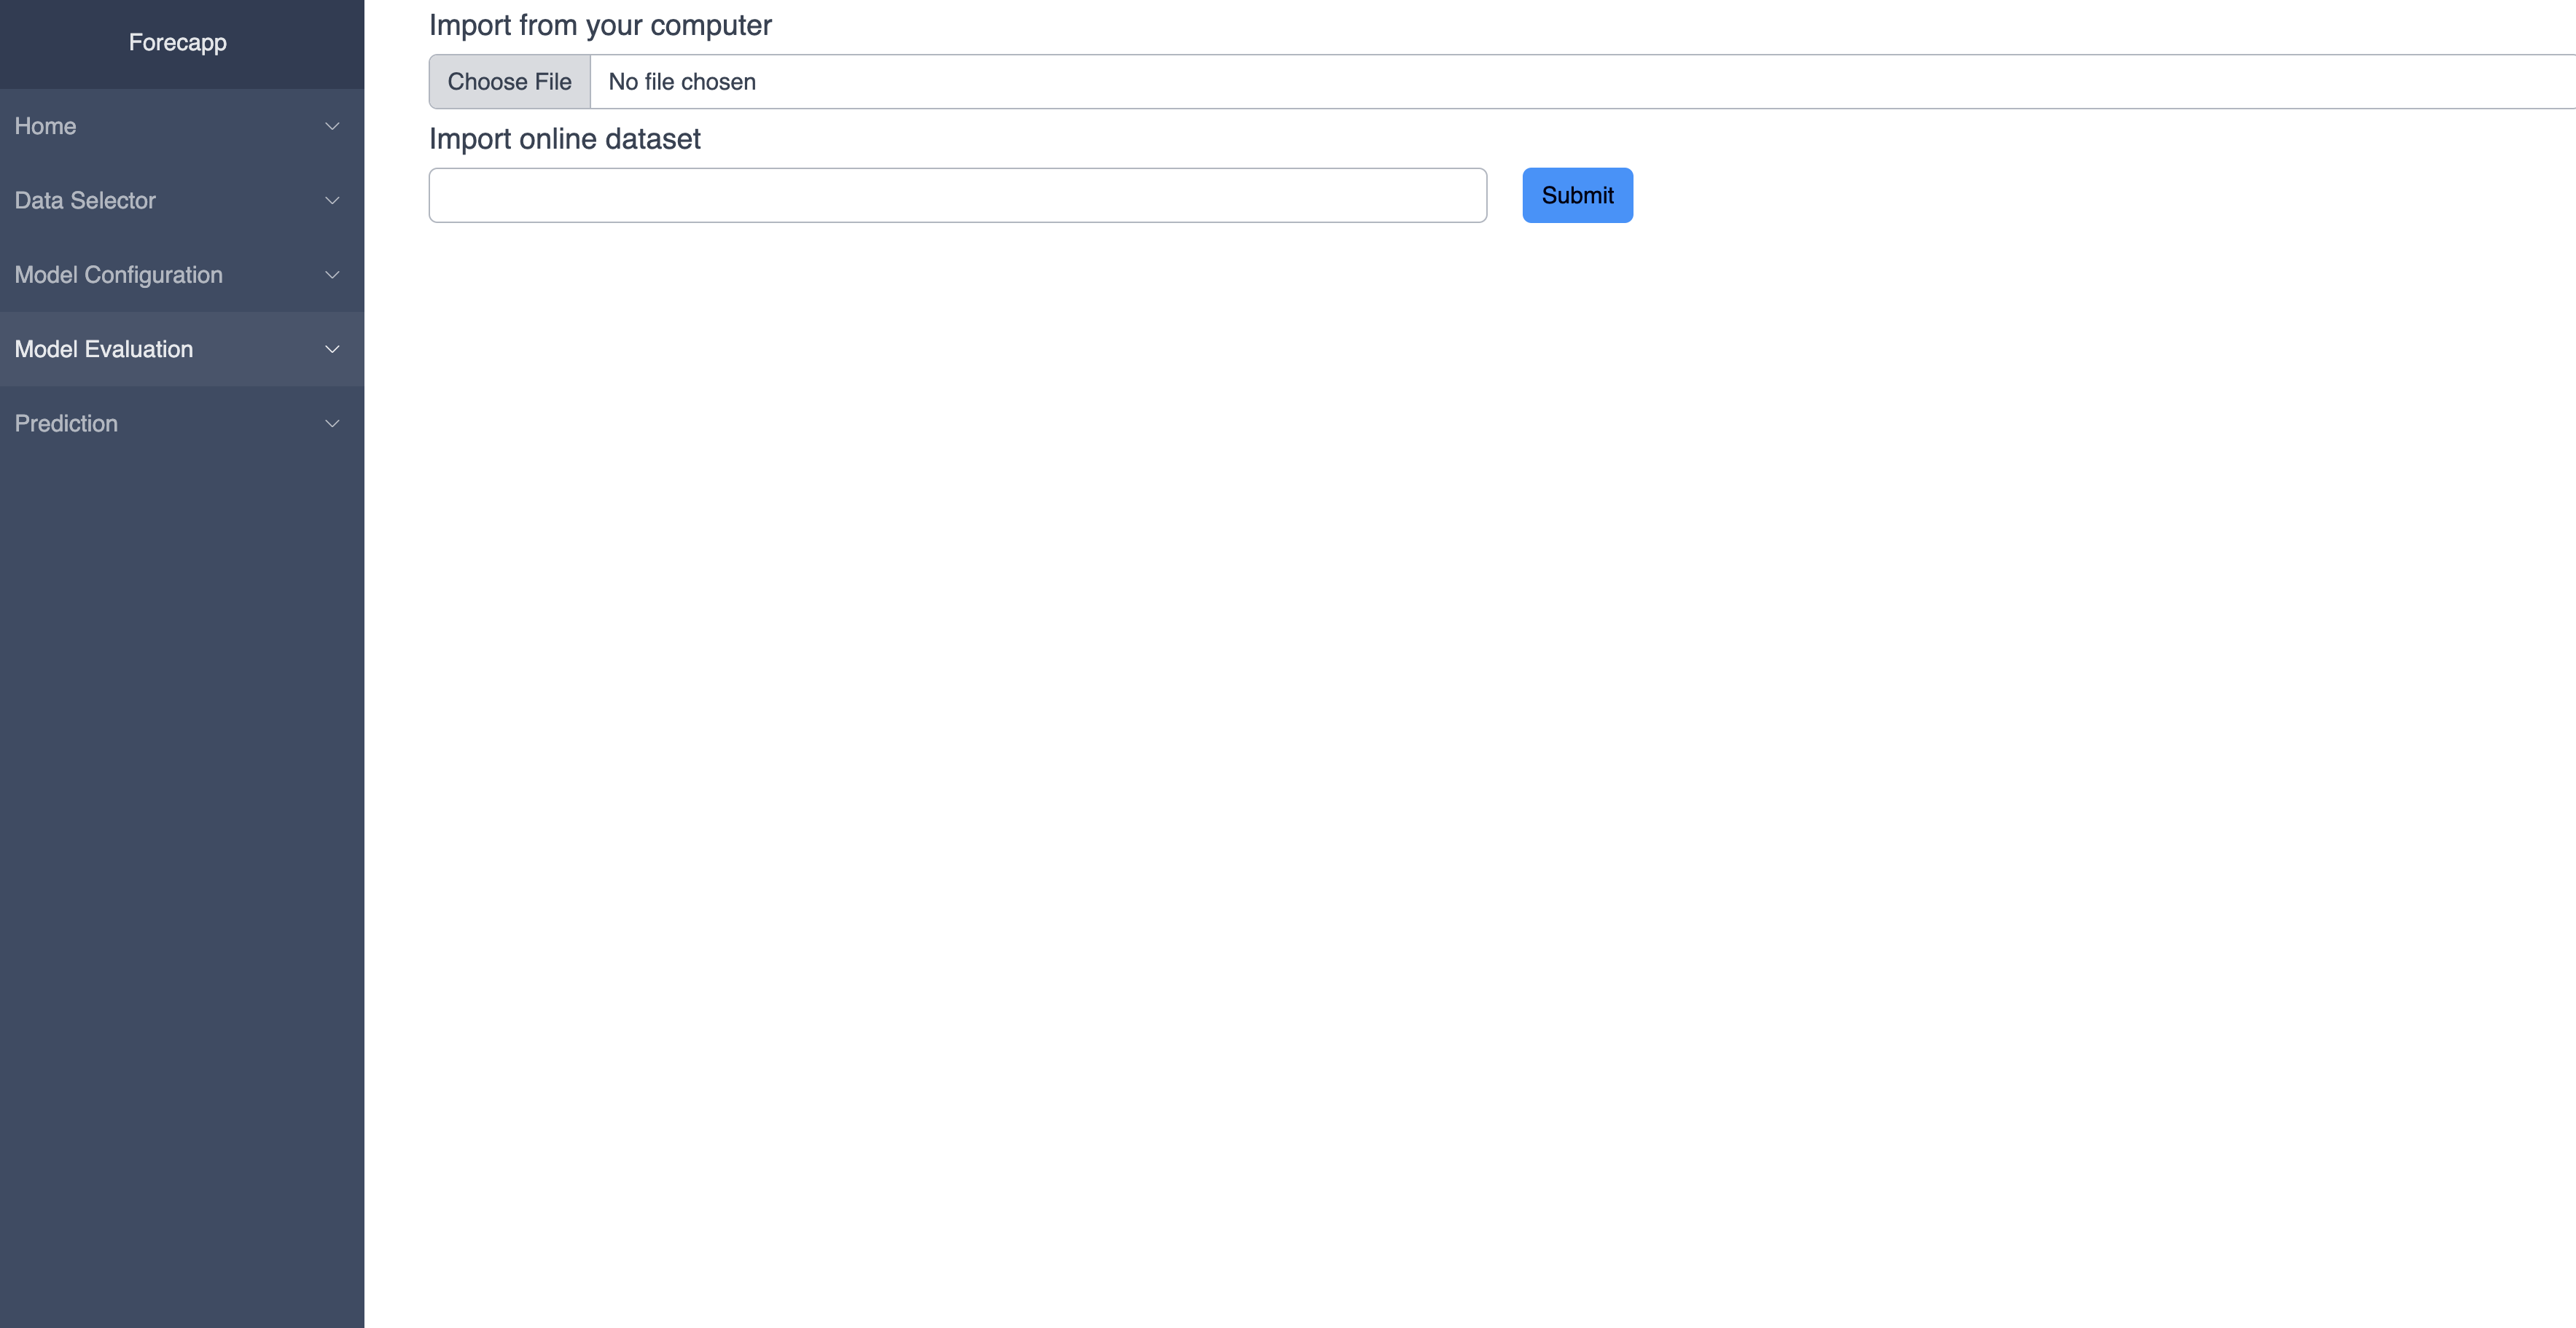 Forecapp
Home
Data Selector
Model Configuration
Model Evaluation
Prediction
Import from your computer
Choose File No file chosen
Import online dataset
Submit